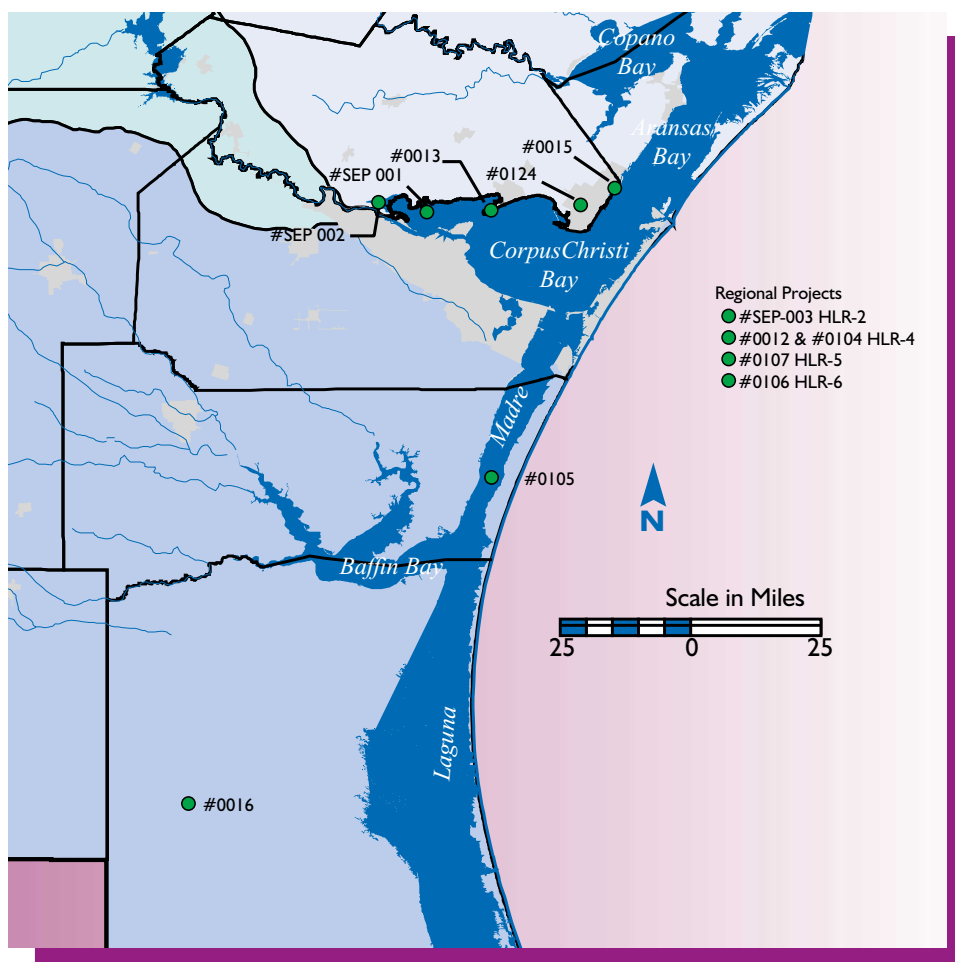 Copano
Bay
Aransas
Bay
#0015
#0013
#0124
#SEP 001
#SEP 002
CorpusChristi
Bay
Regional Projects
#SEP-003 HLR-2
#0012 & #0104 HLR-4
#0107 HLR-5
#0106 HLR-6
Madre
#0105
N
Baffin Bay
Scale in Miles
25 0 25
Laguna
#0016